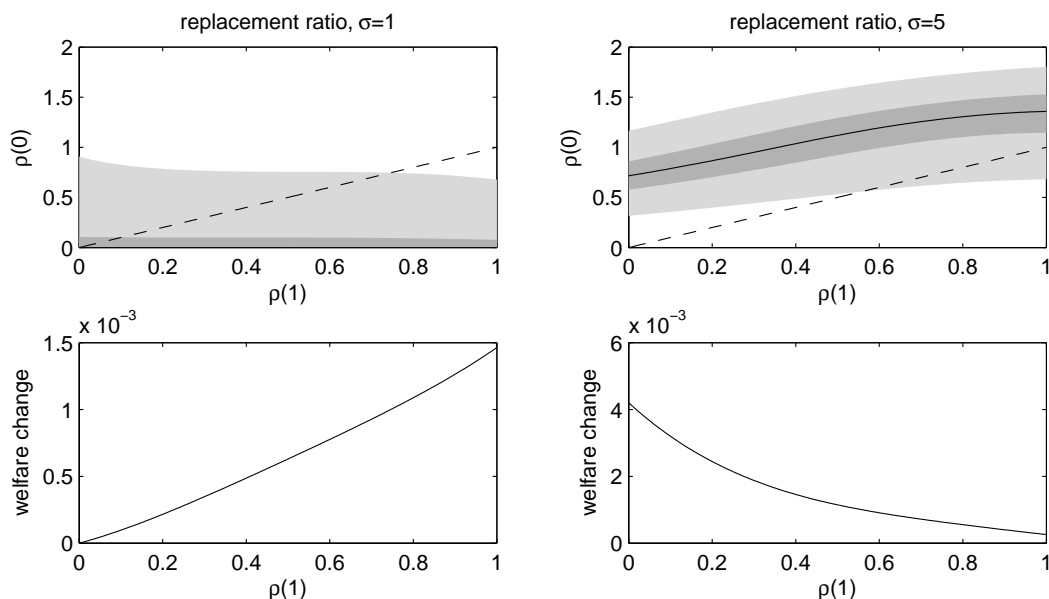 replacement ratio, σ=1
2
1.5
1
0.5
0
ρ(0)
0 0.2 0.4 0.6 0.8 1
ρ(1)
replacement ratio, σ=5
2
1.5
1
0.5
0
ρ(0)
0 0.2 0.4 0.6 0.8 1
ρ(1)
x 10⁻³
1.5
1
0.5
0
welfare change
0 0.2 0.4 0.6 0.8 1
ρ(1)
x 10⁻³
6
4
2
0
welfare change
0 0.2 0.4 0.6 0.8 1
ρ(1)